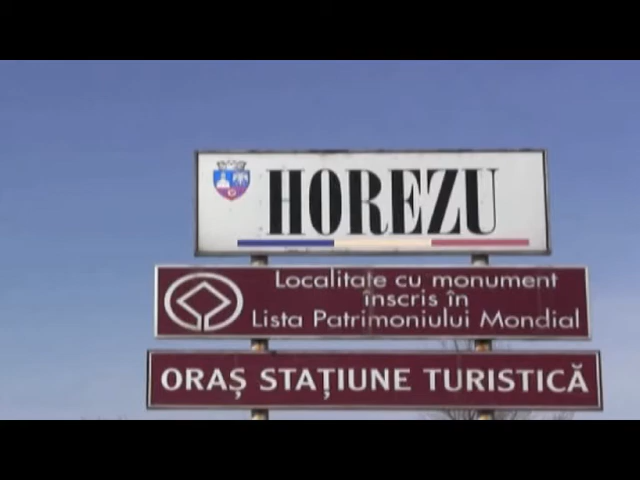 HOREZU
Localitate cu monument
înscris în
Lista Patrimoniului Mondial
ORAȘ STAȚIUNE TURISTICĂ